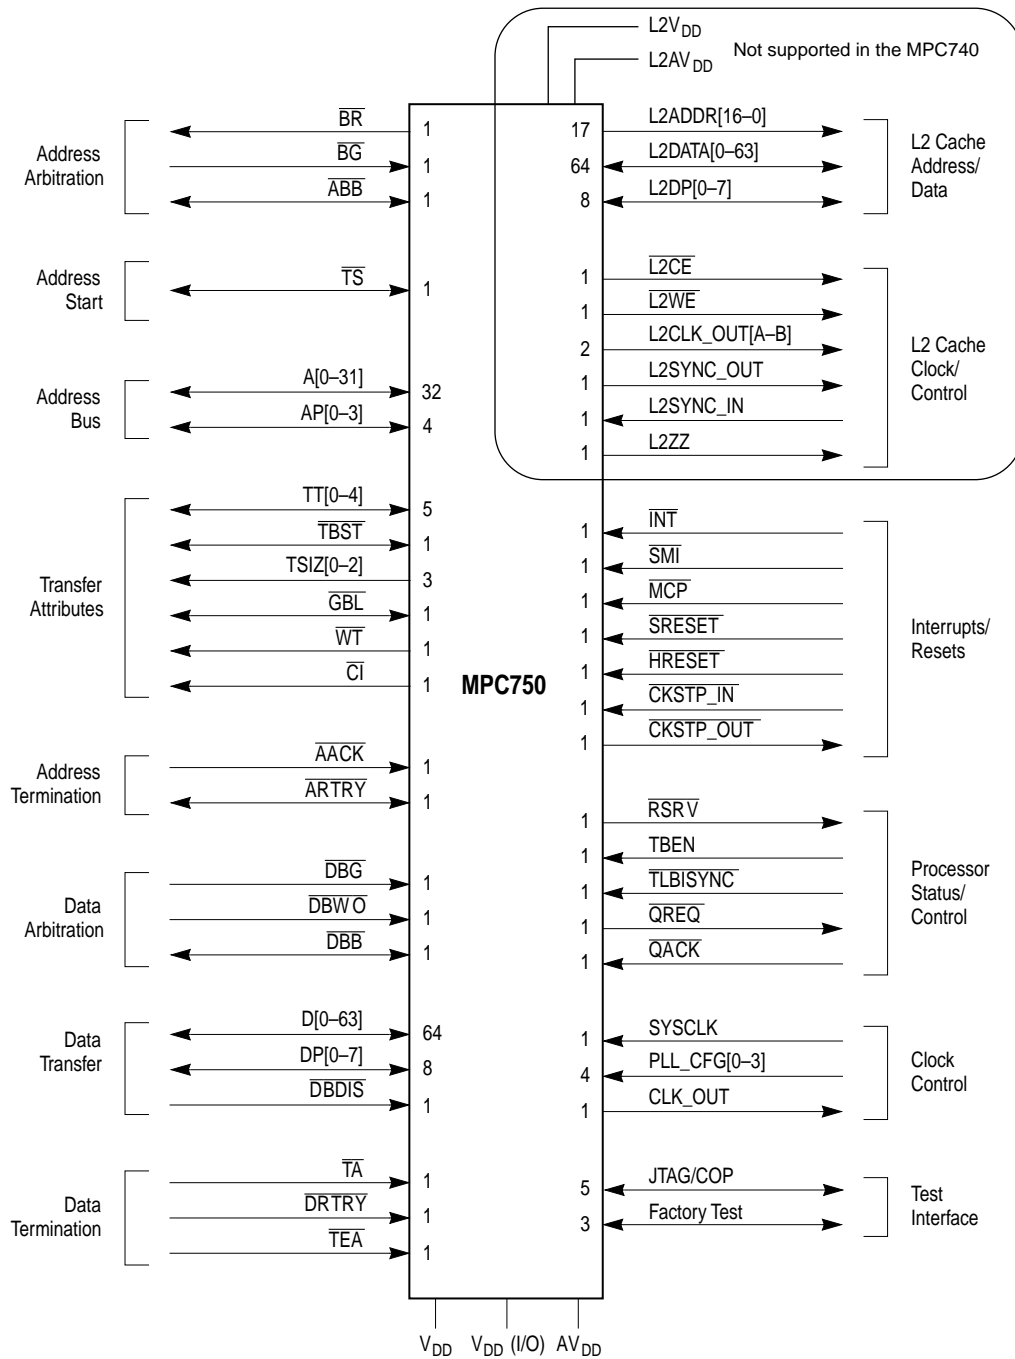 L2VDD
L2AVDD
Not supported in the MPC740
Address
Arbitration
BR
1
BG
1
ABB
1
Address
Start
TS
1
Address
Bus
A[0–31]
32
AP[0–3]
4
Transfer
Attributes
TT[0–4]
5
TBST
1
TSIZ[0–2]
3
GBL
1
WT
1
CI
1
Address
Termination
AACK
1
ARTRY
1
Data
Arbitration
DBG
1
DBWO
1
DBB
1
Data
Transfer
D[0–63]
64
DP[0–7]
8
DBDIS
1
Data
Termination
TA
1
DRTRY
1
TEA
1
MPC750
17
L2ADDR[16–0]
64
L2DATA[0–63]
8
L2DP[0–7]
L2 Cache
Address/
Data
1
L2CE
1
L2WE
2
L2CLK_OUT[A–B]
1
L2SYNC_OUT
1
L2SYNC_IN
1
L2ZZ
L2 Cache
Clock/
Control
1
INT
1
SMI
1
MCP
1
SRESET
1
HRESET
1
CKSTP_IN
1
CKSTP_OUT
Interrupts/
Resets
1
RSRV
1
TBEN
1
TLBISYNC
1
QREQ
1
QACK
Processor
Status/
Control
1
SYSCLK
4
PLL_CFG[0–3]
1
CLK_OUT
Clock
Control
5
JTAG/COP
3
Factory Test
Test
Interface
VDD
VDD (I/O)
AVDD